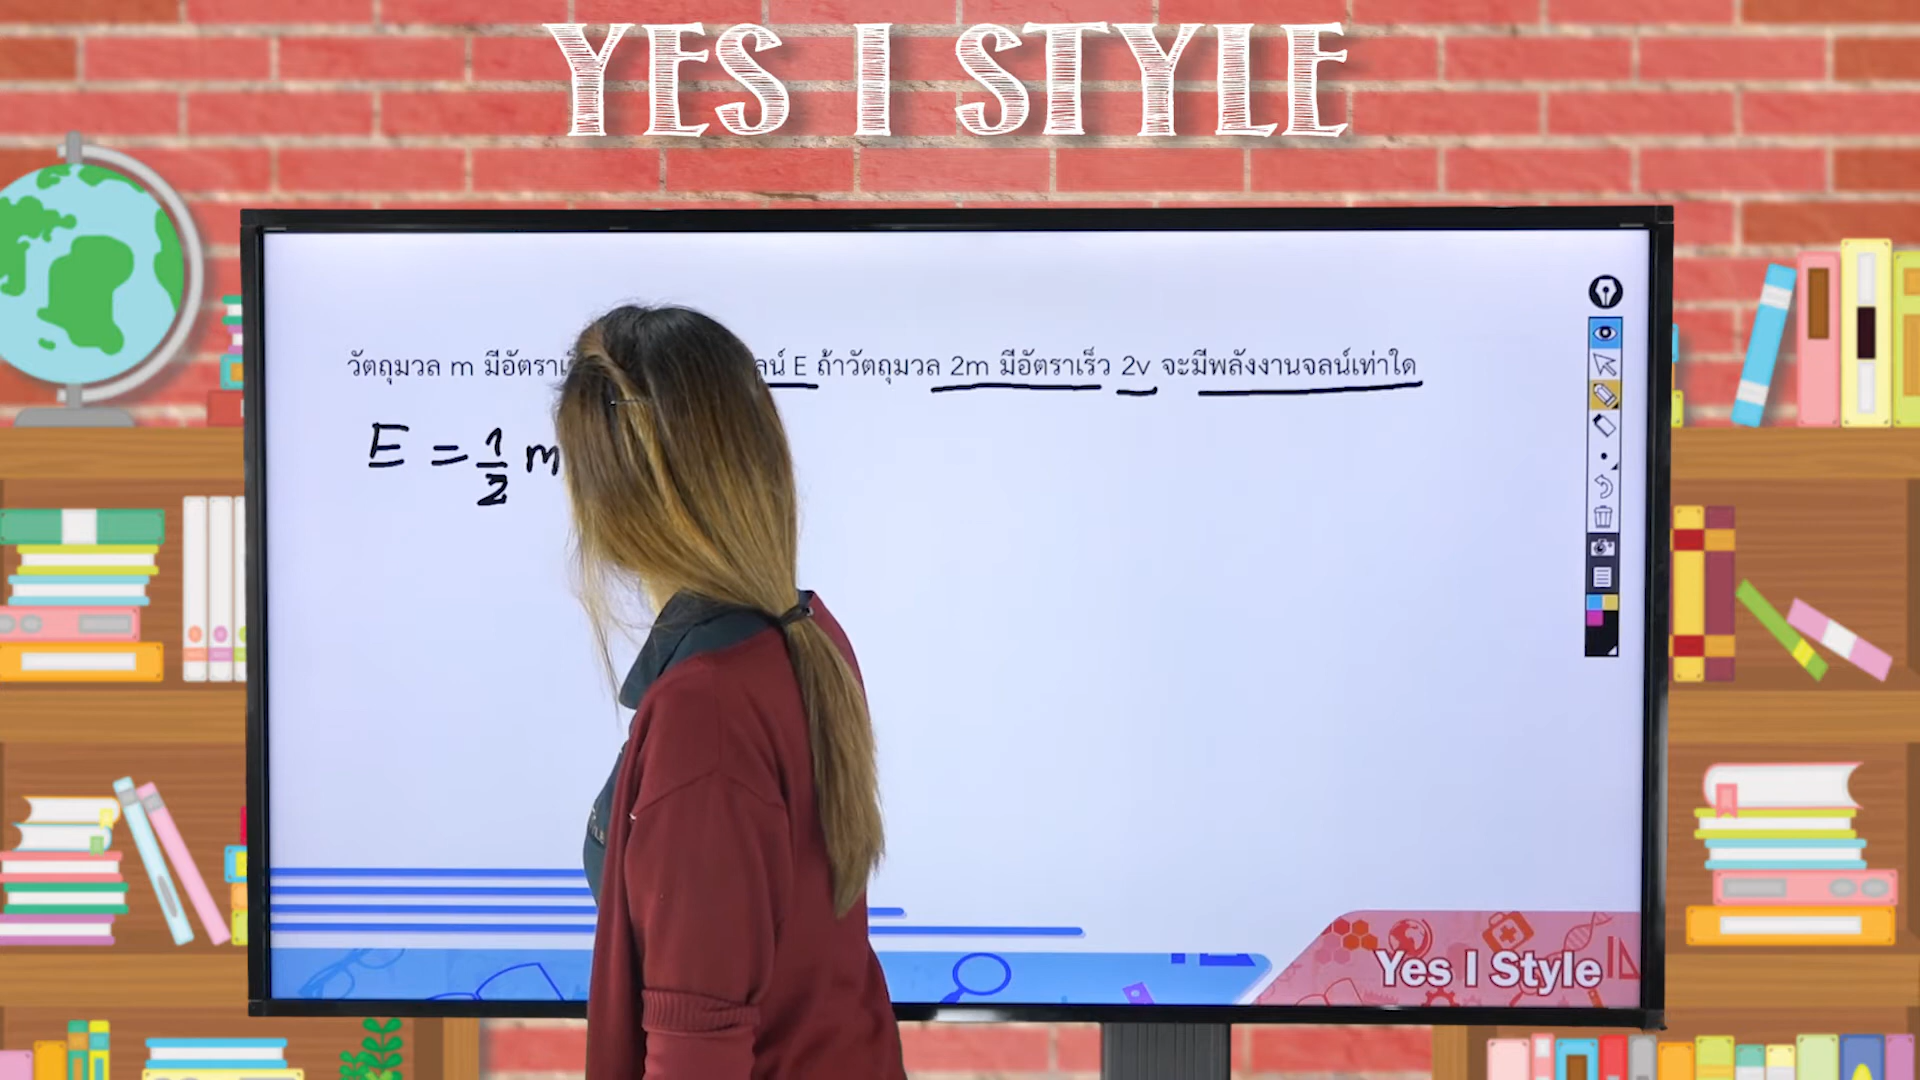 YES I STYLE
วัตถุมวล m มีอัตราเ ลน์ E ถ้าวัตถุมวล 2m มีอัตราเร็ว 2v จะมีพลังงานจลน์เท่าใด
E = 1/2 m
Yes I Style